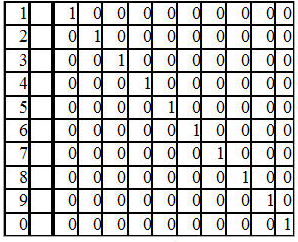 1 1 0 0 0 0 0 0 0 0 0
2 0 1 0 0 0 0 0 0 0 0
3 0 0 1 0 0 0 0 0 0 0
4 0 0 0 1 0 0 0 0 0 0
5 0 0 0 0 1 0 0 0 0 0
6 0 0 0 0 0 1 0 0 0 0
7 0 0 0 0 0 0 1 0 0 0
8 0 0 0 0 0 0 0 1 0 0
9 0 0 0 0 0 0 0 0 1 0
0 0 0 0 0 0 0 0 0 0 1